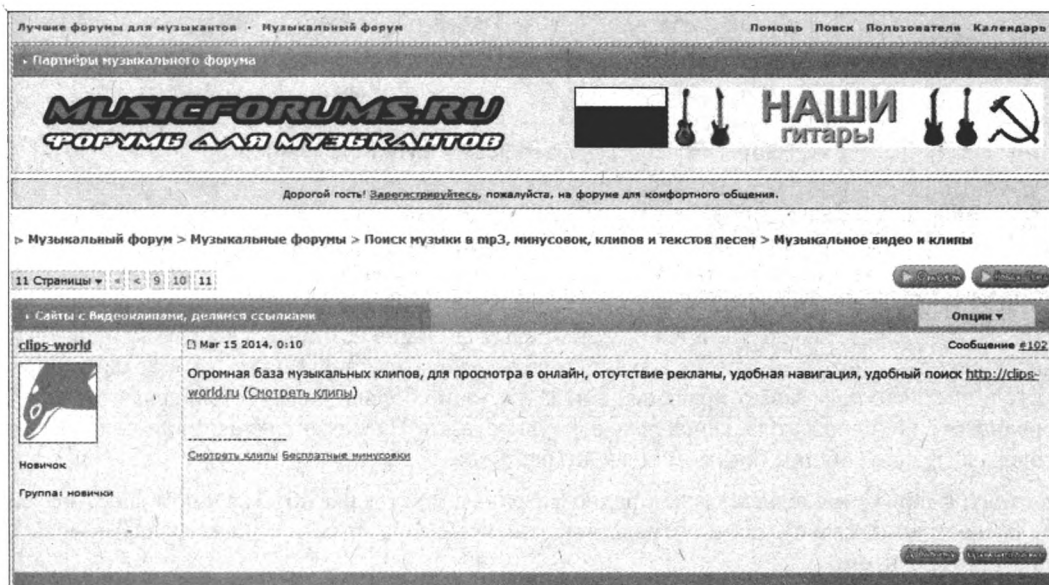 Лучшие форумы для музыкантов · Музыкальный форум
Помощь Поиск Пользователи Календарь
Партнёры музыкального форума
MUSICFORUMS.RU
ФОРУМЫ ДЛЯ МУЗЫКАНТОВ
НАШИ
гитары
Дорогой гость! Зарегистрируйтесь, пожалуйста, на форуме для комфортного общения.
Музыкальный форум > Музыкальные форумы > Поиск музыки в mp3, минусовок, клипов и текстов песен > Музыкальное видео и клипы
11 Страницы « < 9 10 11
Сайты с Видеоклипами, делимся ссылками
Опции
clips-world
Mar 15 2014, 0:10
Сообщение #102
Огромная база музыкальных клипов, для просмотра в онлайн, отсутствие рекламы, удобная навигация, удобный поиск http://clips-
world.ru (Смотреть клипы)
--------------------
Смотреть клипы Бесплатные минусовки
Новичок
Группа: новички